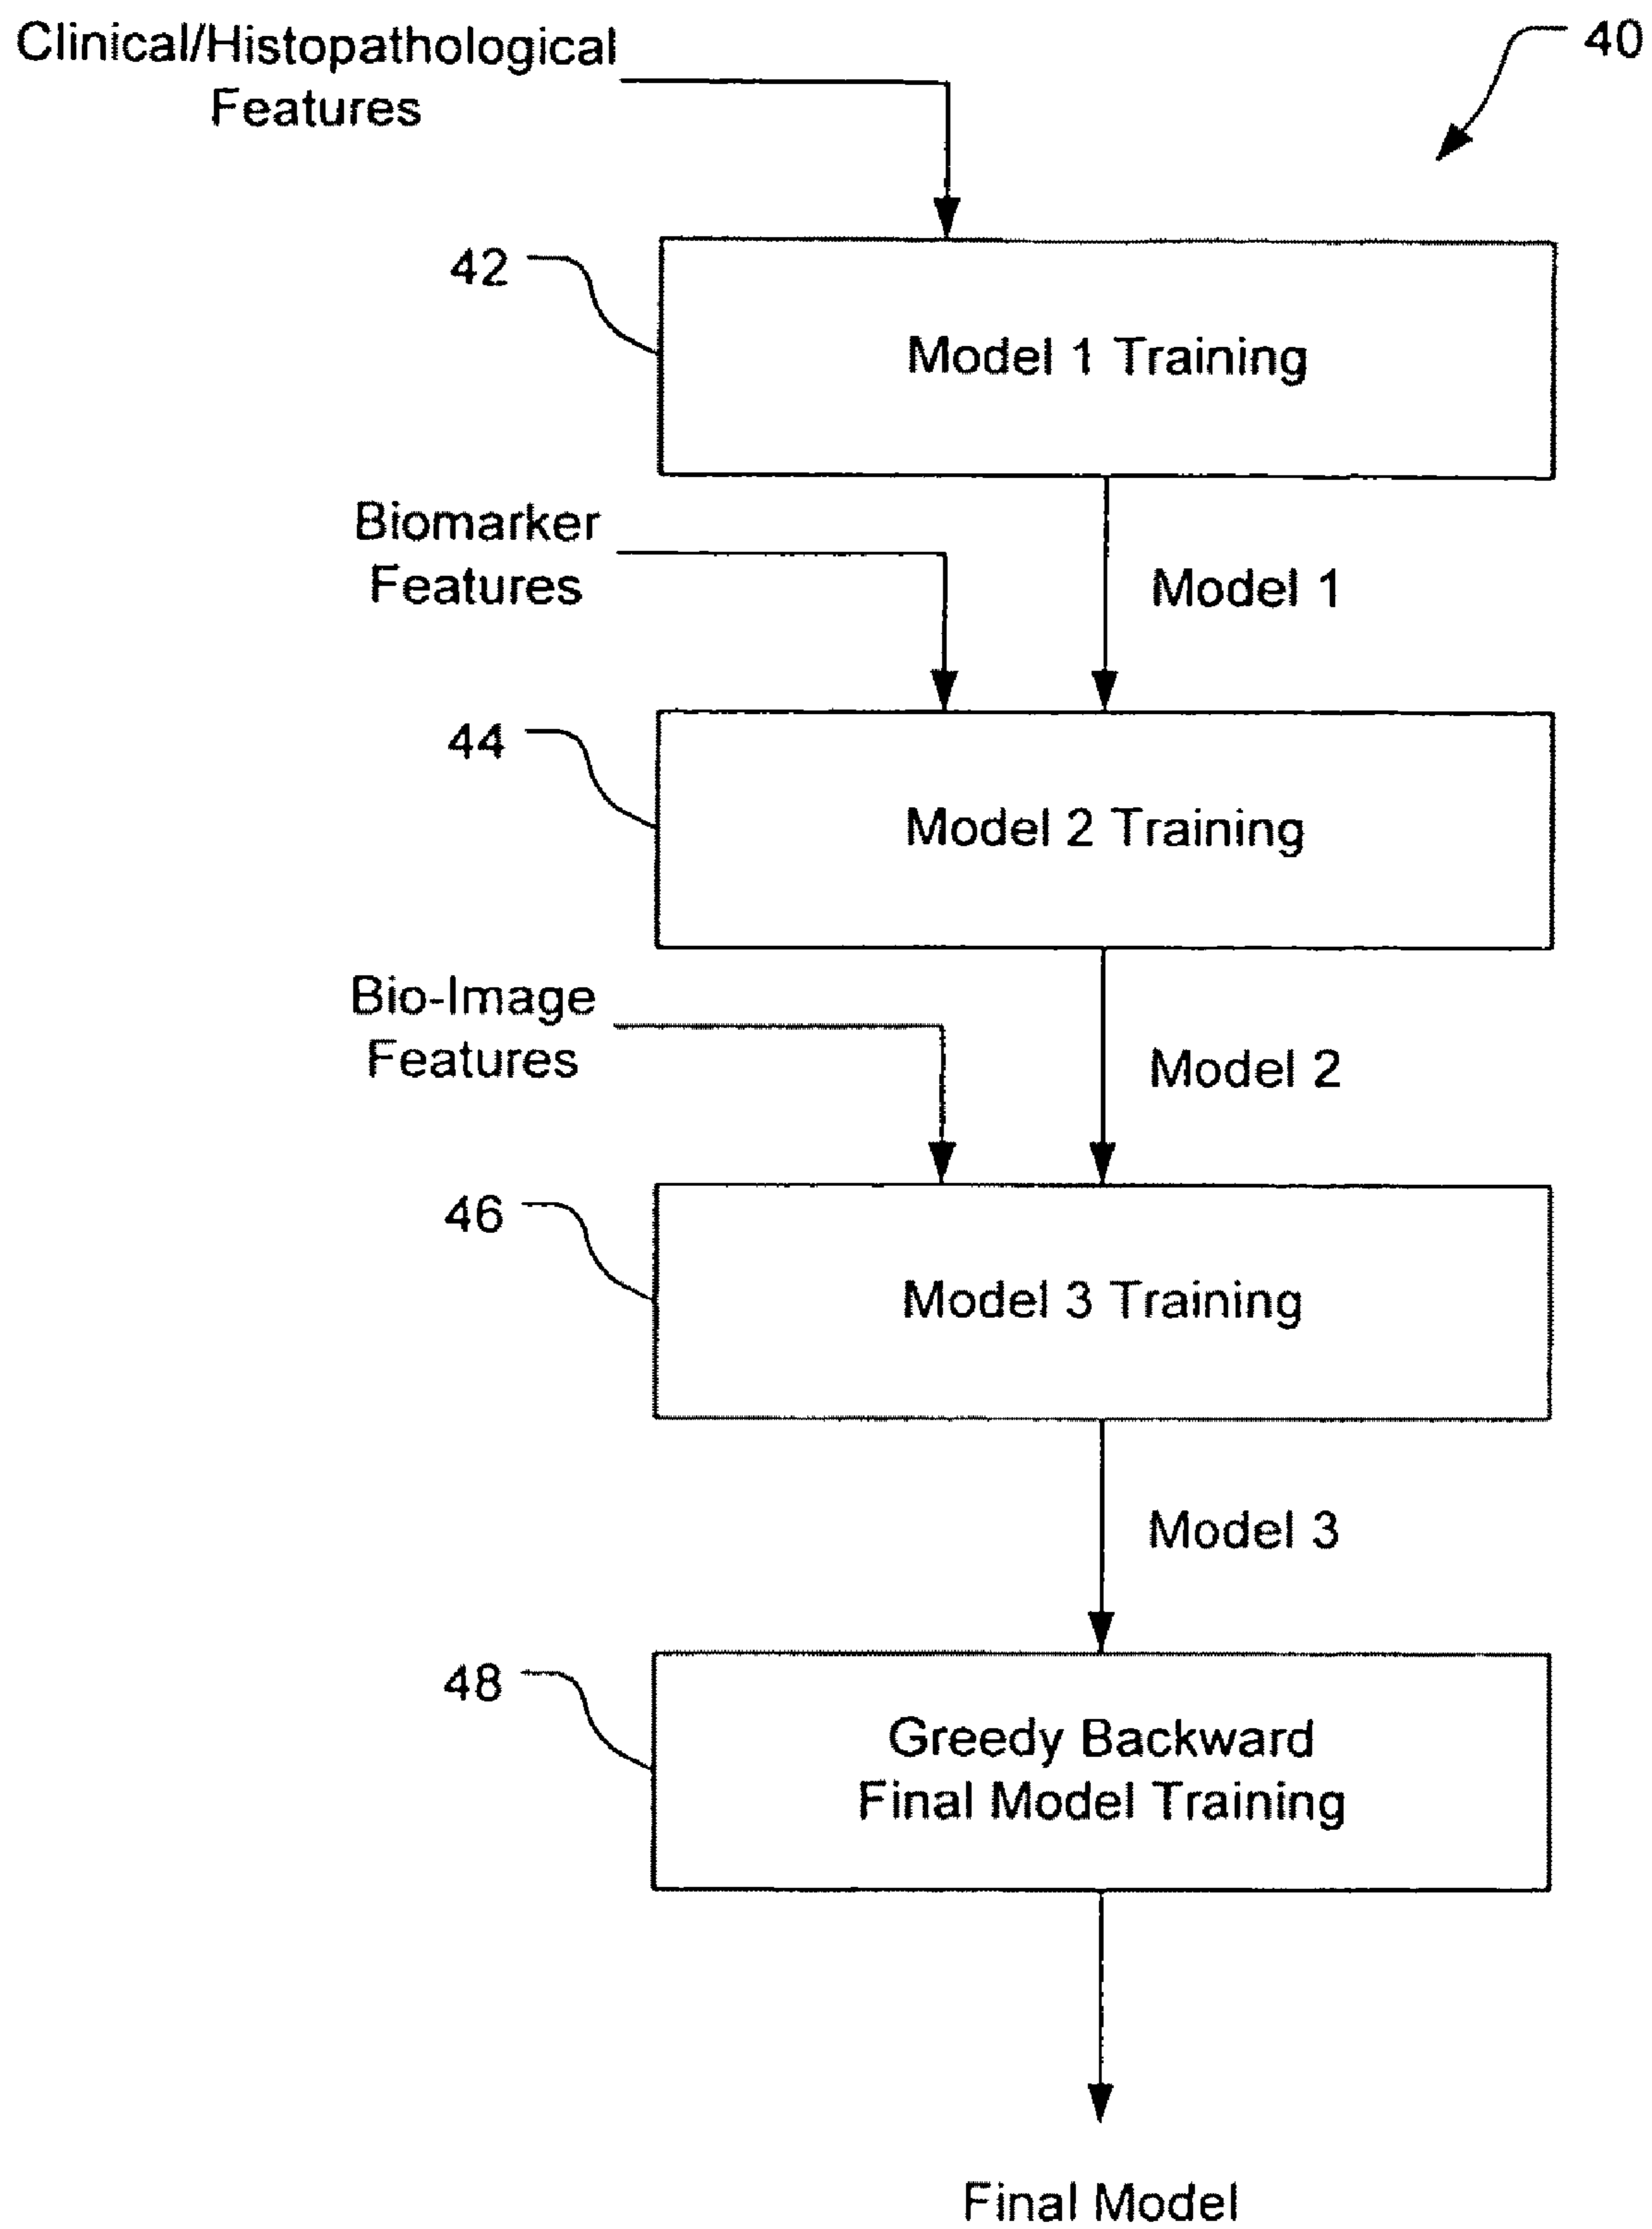 Clinical/Histopathological
Features
40
42
Model 1 Training
Biomarker
Features
Model 1
44
Model 2 Training
Bio-Image
Features
Model 2
46
Model 3 Training
Model 3
48
Greedy Backward
Final Model Training
Final Model